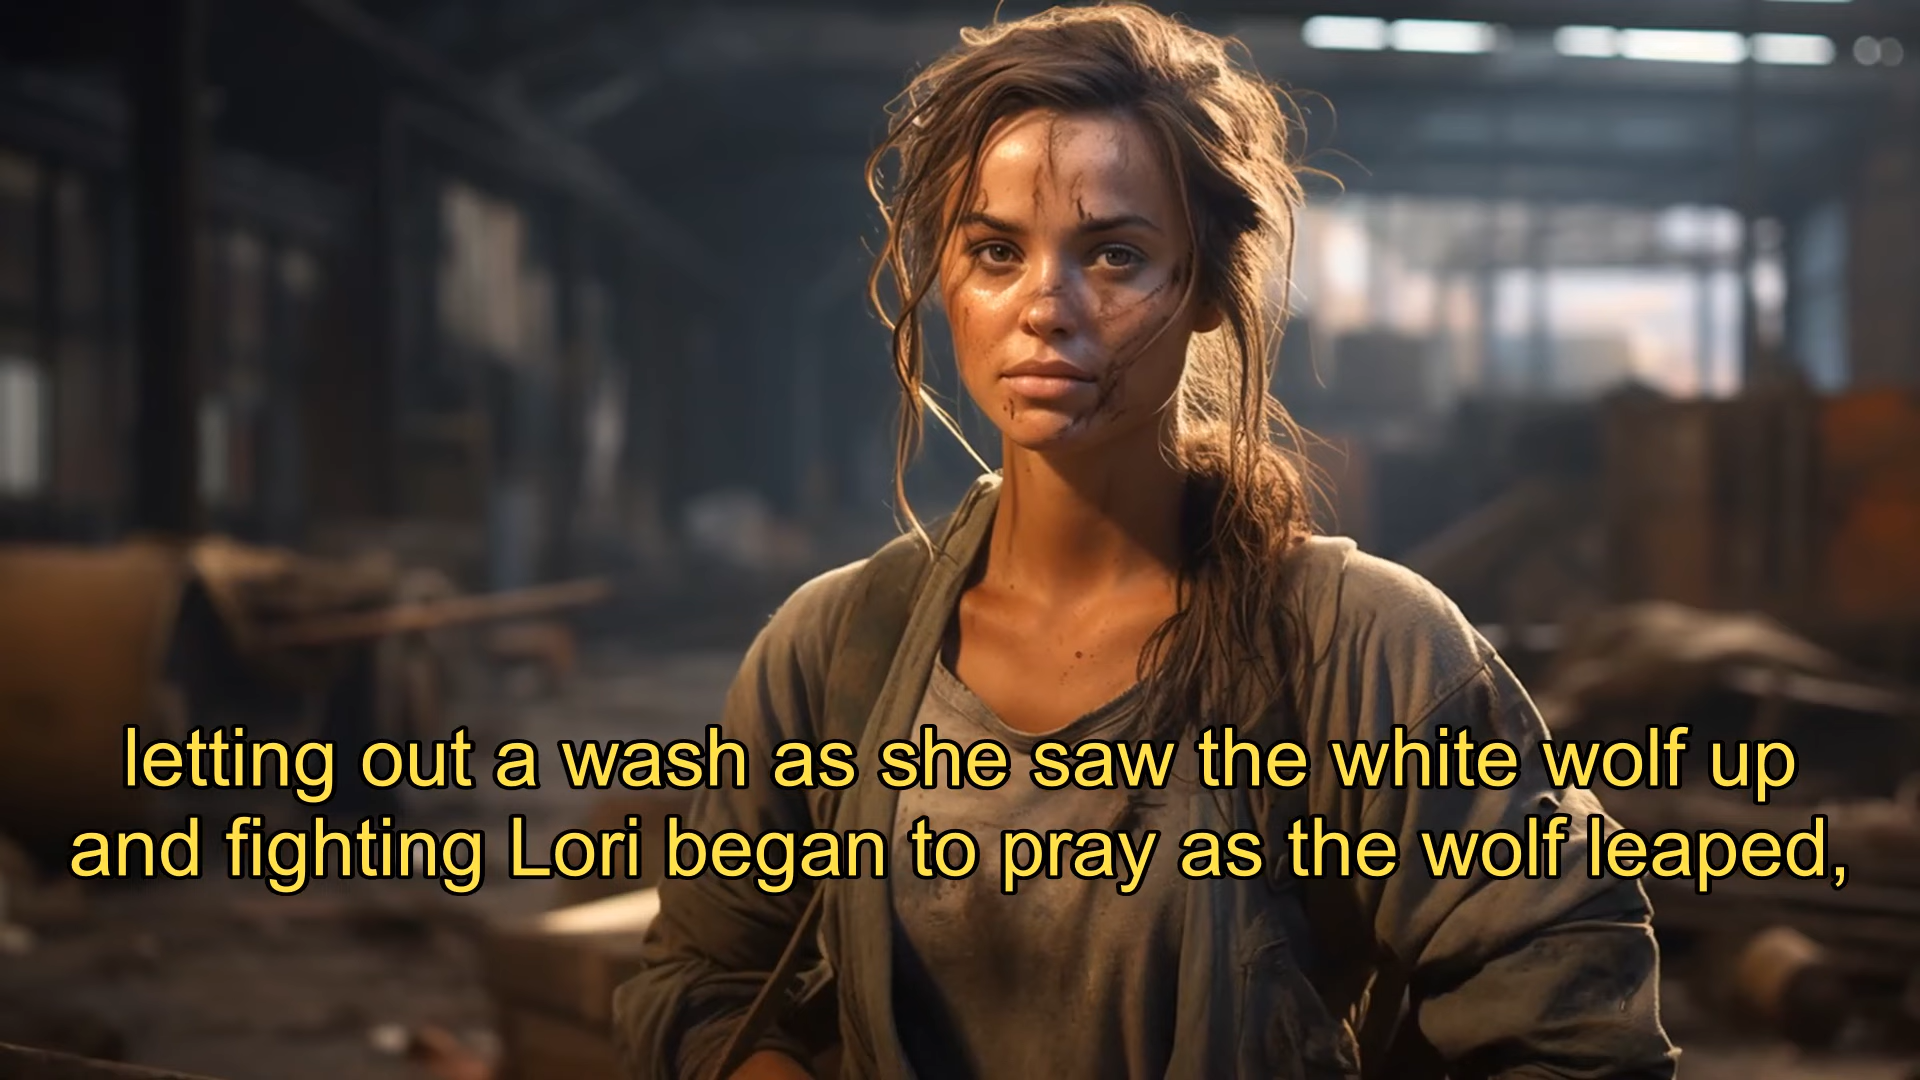 letting out a wash as she saw the white wolf up
and fighting Lori began to pray as the wolf leaped,